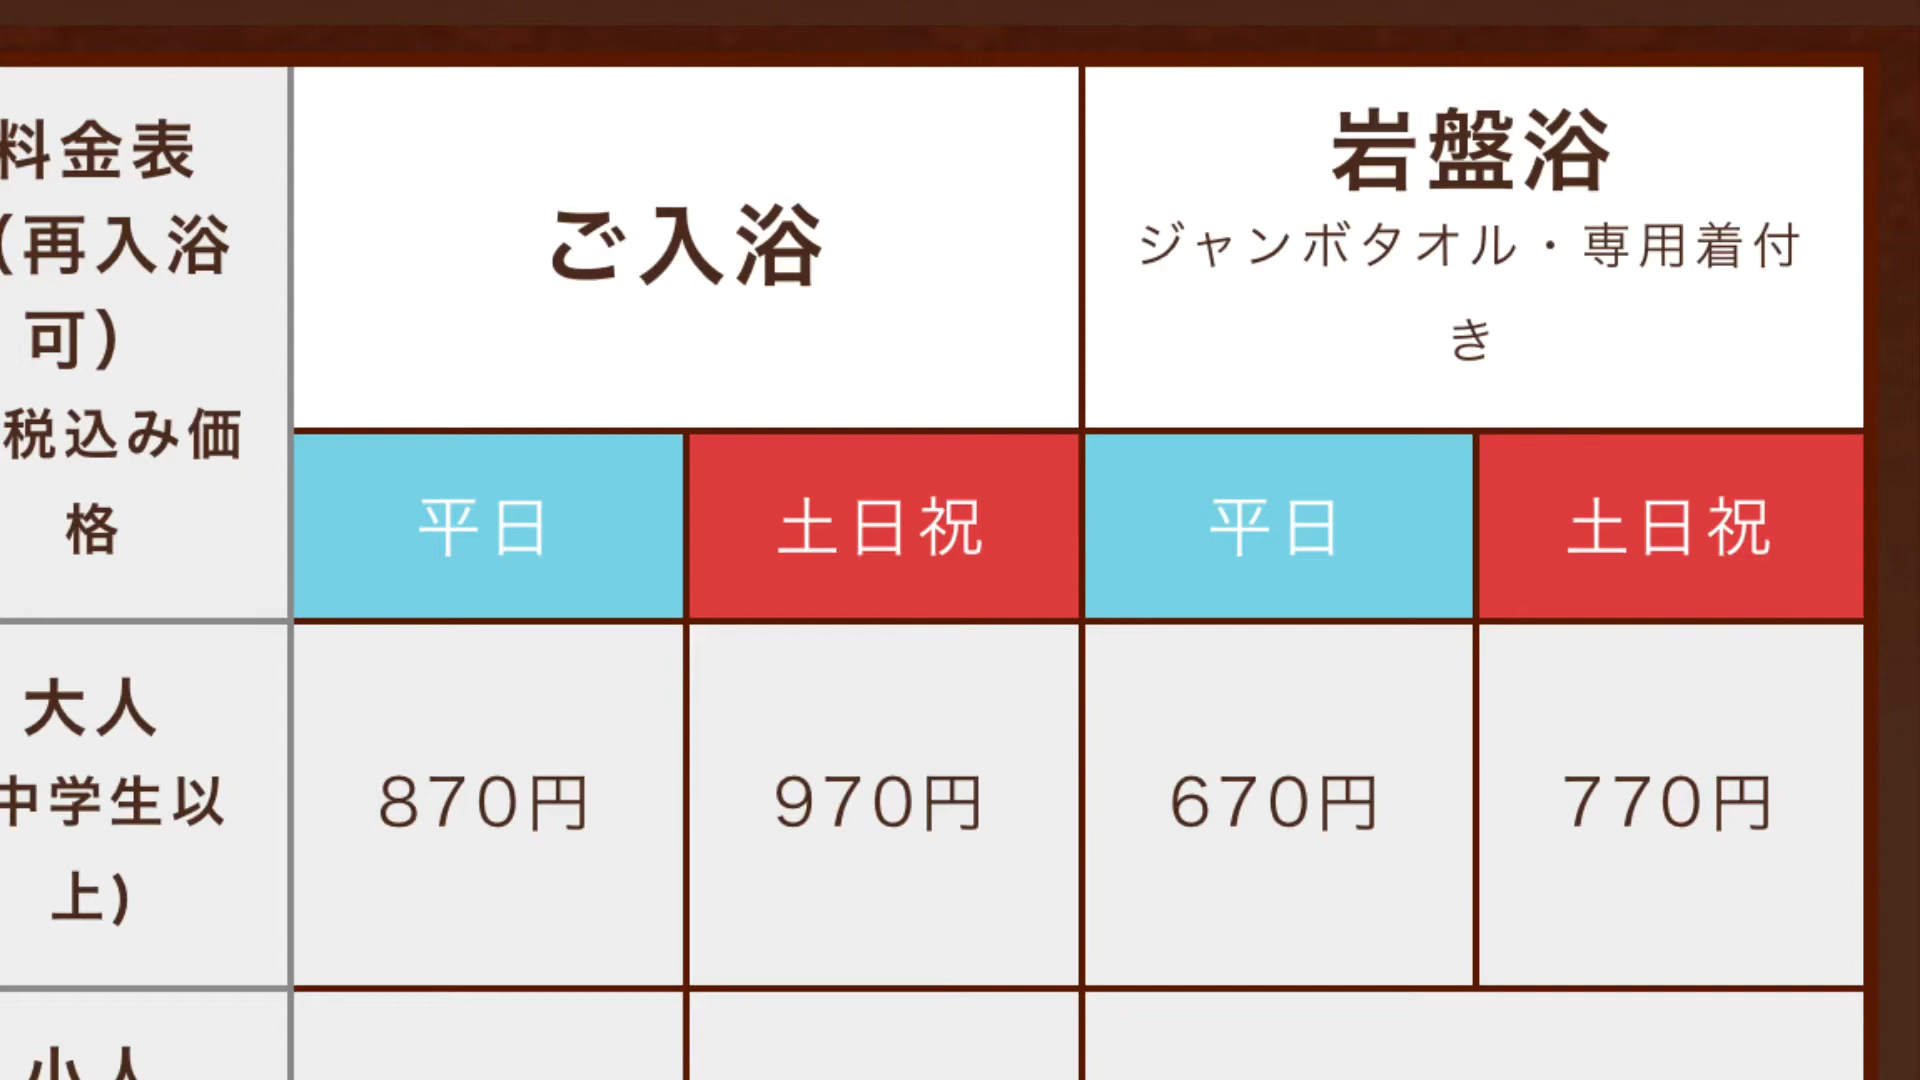 料金表
（再入浴
可）
税込み価
格
ご入浴
岩盤浴
ジャンボタオル・専用着付
き
平日
土日祝
平日
土日祝
大人
中学生以
上)
870円
970円
670円
770円
小人